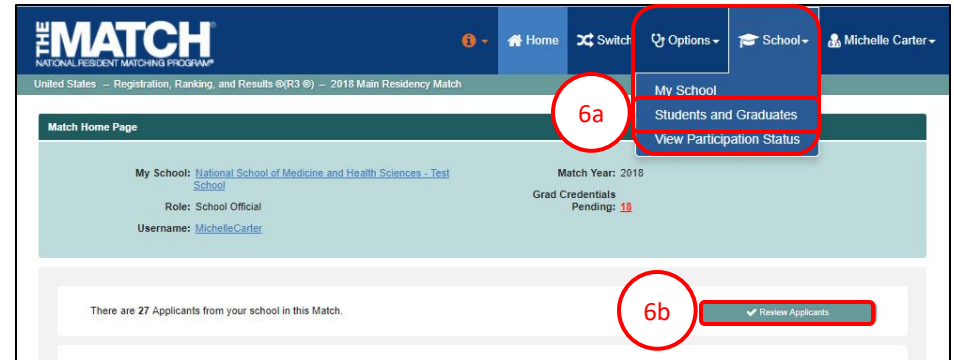 THE MATCH
NATIONAL RESIDENT MATCHING PROGRAM®
Home Switch Options School Michelle Carter
United States – Registration, Ranking, and Results ®(R3 ®) – 2018 Main Residency Match
My School
Students and Graduates
View Participation Status
6a
Match Home Page
My School: National School of Medicine and Health Sciences - Test
School
Role: School Official
Username: MichelleCarter
Match Year: 2018
Grad Credentials
Pending: 18
There are 27 Applicants from your school in this Match.
6b
Review Applicants